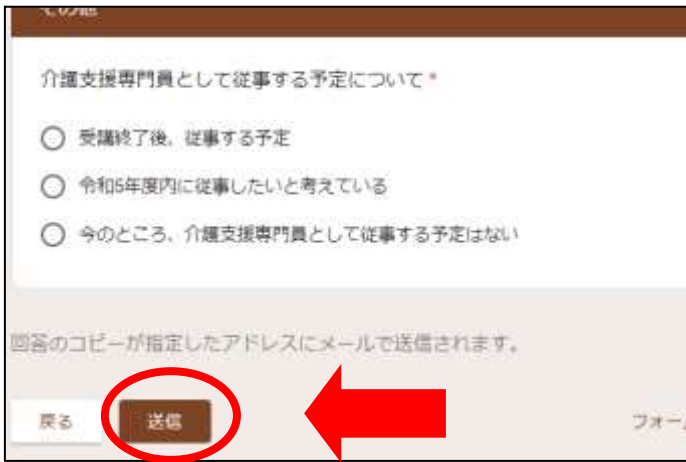 その他
介護支援専門員として従事する予定について *
受講終了後、従事する予定
令和5年度内に従事したいと考えている
今のところ、介護支援専門員として従事する予定はない
回答のコピーが指定したアドレスにメールで送信されます。
戻る
送信
フォーム